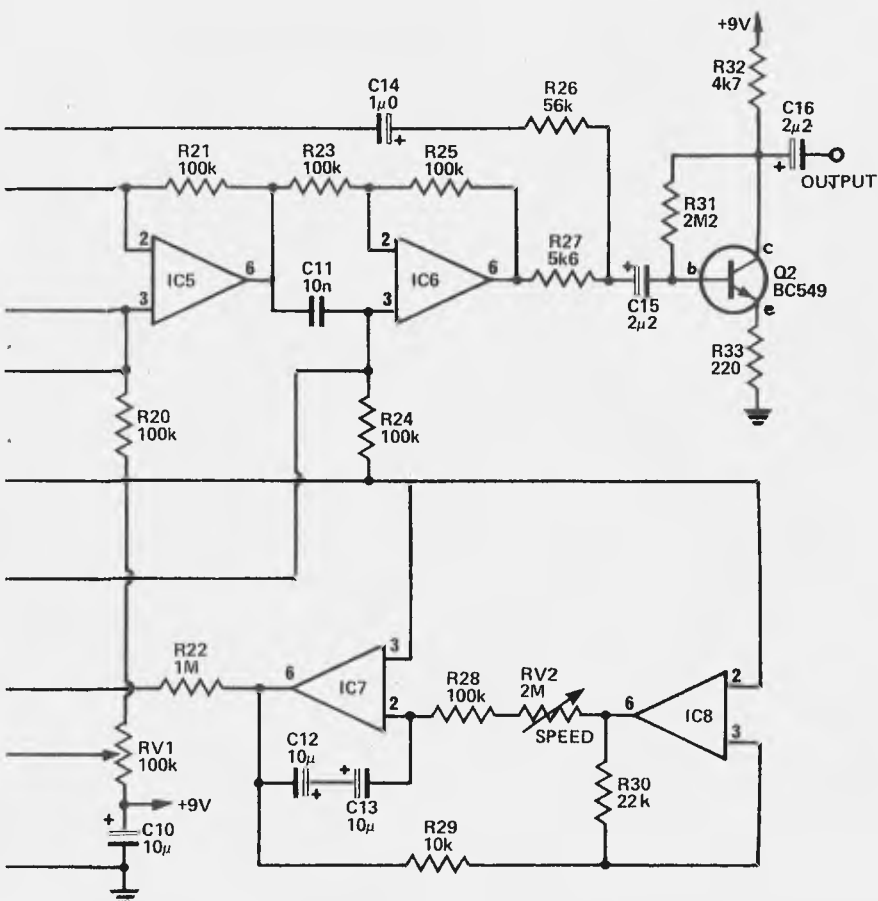 +9V
R32
4k7
C14
1μ0
R26
56k
C16
2μ2
+
+
OUTPUT
R21
100k
R23
100k
R25
100k
R31
2M2
2
IC5
6
3
C11
10n
2
IC6
6
3
R27
5k6
+
C15
2μ2
b
c
Q2
BC549
e
R33
220
R20
100k
R24
100k
R22
1M
6
IC7
3
2
R28
100k
RV2
2M
SPEED
6
IC8
2
3
RV1
100k
C12
10μ
+
+
C13
10μ
R30
22k
+9V
+
C10
10μ
R29
10k